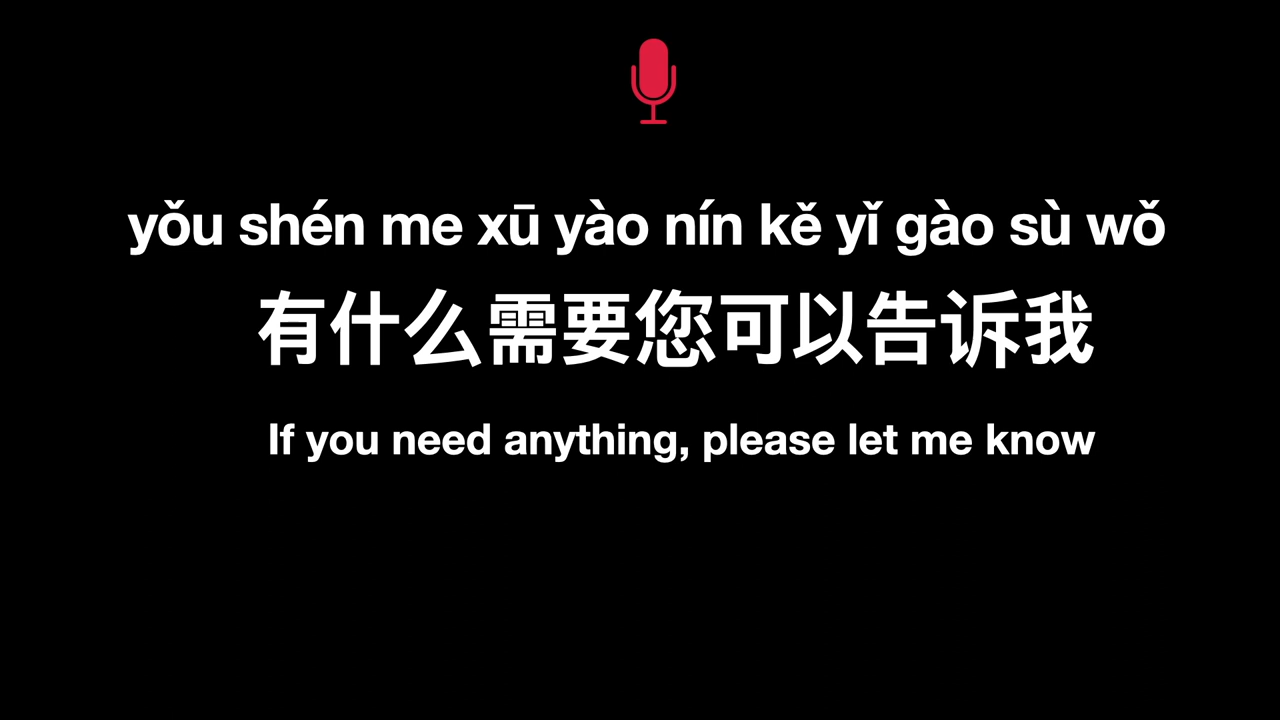 yǒu shén me xū yào nín kě yǐ gào sù wǒ
有什么需要您可以告诉我
If you need anything, please let me know